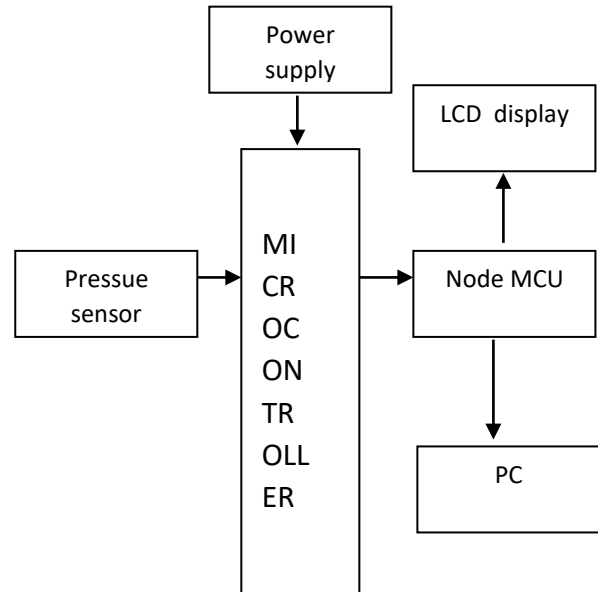 Power
supply
LCD display
MI
CR
OC
ON
TR
OLL
ER
Pressue
sensor
Node MCU
PC